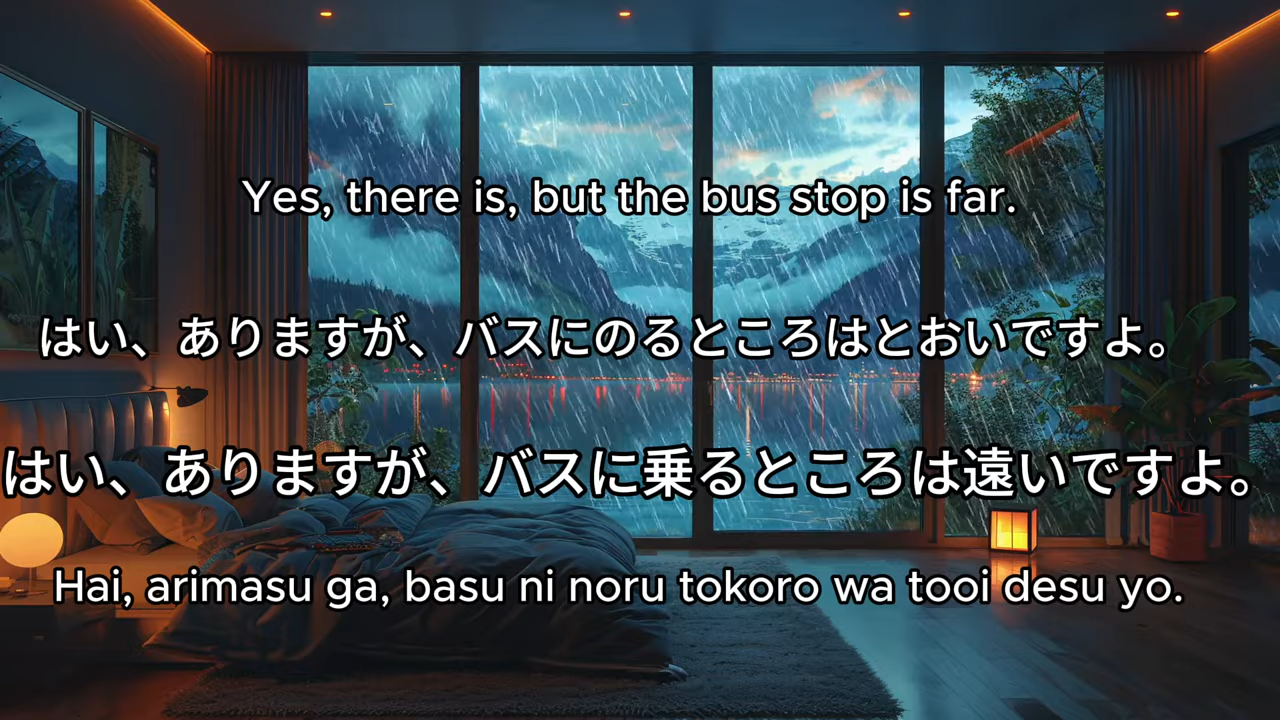 Yes, there is, but the bus stop is far.
はい、ありますが、バスにのるところはとおいですよ。
はい、ありますが、バスに乗るところは遠いですよ。
Hai, arimasu ga, basu ni noru tokoro wa tooi desu yo.